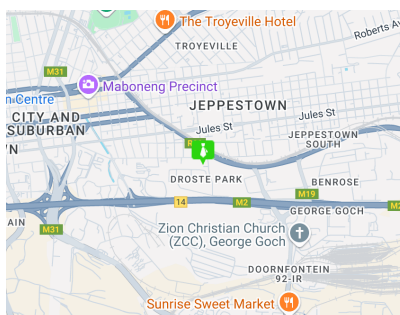 The Troyeville Hotel
Roberts Av
TROYEVILLE
M31
Maboneng Precinct
n Centre
JEPPESTOWN
CITY AND
SUBURBAN
Jules St
Jules St
JEPPESTOWN
SOUTH
N
R
DROSTE PARK
BENROSE
M19
14
M2
M2
GEORGE GOCH
AIN
M31
Zion Christian Church
(ZCC), George Goch
DOORNFONTEIN
92-IR
Sunrise Sweet Market